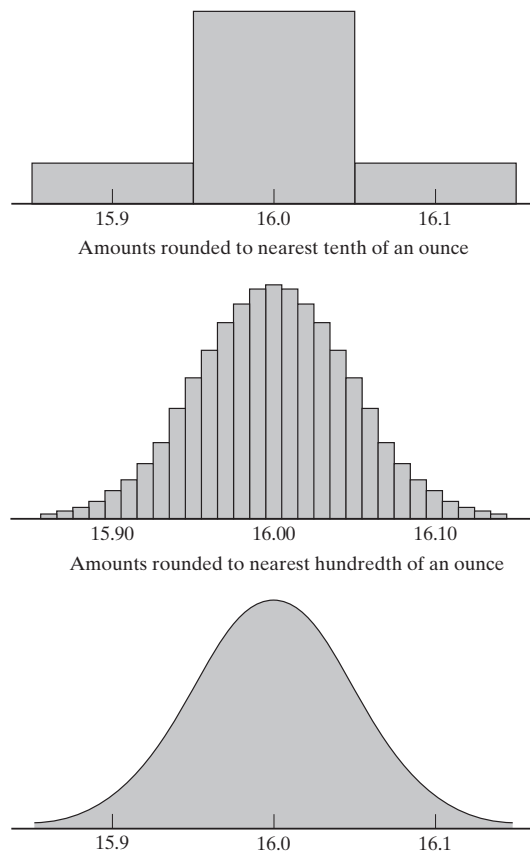 15.9 16.0 16.1
Amounts rounded to nearest tenth of an ounce
15.90 16.00 16.10
Amounts rounded to nearest hundredth of an ounce
15.9 16.0 16.1